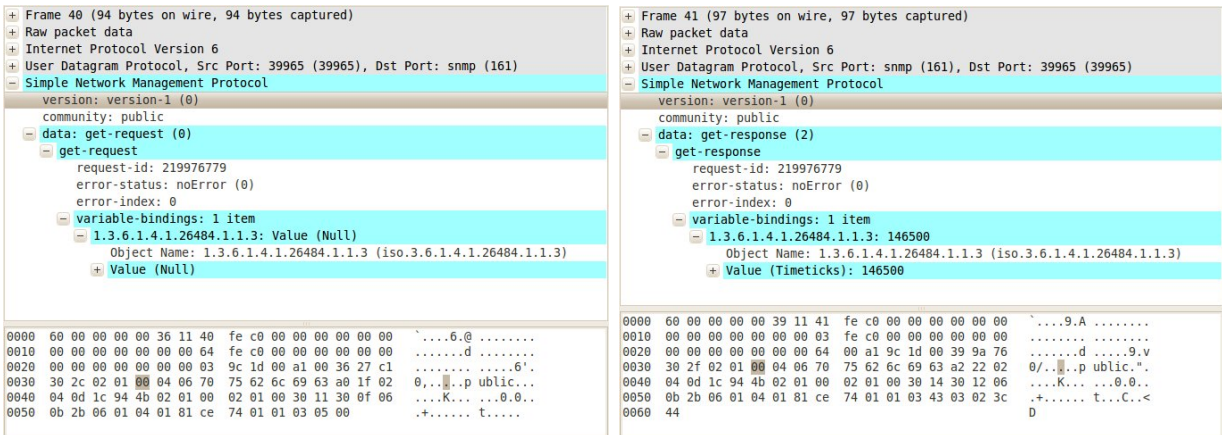 Frame 40 (94 bytes on wire, 94 bytes captured)
Raw packet data
Internet Protocol Version 6
User Datagram Protocol, Src Port: 39965 (39965), Dst Port: snmp (161)
Simple Network Management Protocol
version: version-1 (0)
community: public
data: get-request (0)
get-request
request-id: 219976779
error-status: noError (0)
error-index: 0
variable-bindings: 1 item
1.3.6.1.4.1.26484.1.1.3: Value (Null)
Object Name: 1.3.6.1.4.1.26484.1.1.3 (iso.3.6.1.4.1.26484.1.1.3)
Value (Null)
0000 60 00 00 00 00 36 11 40 fe c0 00 00 00 00 00 00 `....6.@ ........
0010 00 00 00 00 00 00 00 64 fe c0 00 00 00 00 00 00 .......d ........
0020 00 00 00 00 00 00 00 03 9c 1d 00 a1 00 36 27 c1 ........ .....6'.
0030 30 2c 02 01 00 04 06 70 75 62 6c 69 63 a0 1f 02 0,.....p ublic...
0040 04 0d 1c 94 4b 02 01 00 02 01 00 30 11 30 0f 06 ....K... ...0.0..
0050 0b 2b 06 01 04 01 81 ce 74 01 01 03 05 00 .+...... t.....
Frame 41 (97 bytes on wire, 97 bytes captured)
Raw packet data
Internet Protocol Version 6
User Datagram Protocol, Src Port: snmp (161), Dst Port: 39965 (39965)
Simple Network Management Protocol
version: version-1 (0)
community: public
data: get-response (2)
get-response
request-id: 219976779
error-status: noError (0)
error-index: 0
variable-bindings: 1 item
1.3.6.1.4.1.26484.1.1.3: 146500
Object Name: 1.3.6.1.4.1.26484.1.1.3 (iso.3.6.1.4.1.26484.1.1.3)
Value (Timeticks): 146500
0000 60 00 00 00 00 39 11 41 fe c0 00 00 00 00 00 00 `....9.A ........
0010 00 00 00 00 00 00 00 03 fe c0 00 00 00 00 00 00 ........ ........
0020 00 00 00 00 00 00 00 64 00 a1 9c 1d 00 39 9a 76 .......d .....9.v
0030 30 2f 02 01 00 04 06 70 75 62 6c 69 63 a2 22 02 0/.....p ublic.".
0040 04 0d 1c 94 4b 02 01 00 02 01 00 30 14 30 12 06 ....K... ...0.0..
0050 0b 2b 06 01 04 01 81 ce 74 01 01 03 43 03 02 3c .+...... t...C..<
0060 44 D